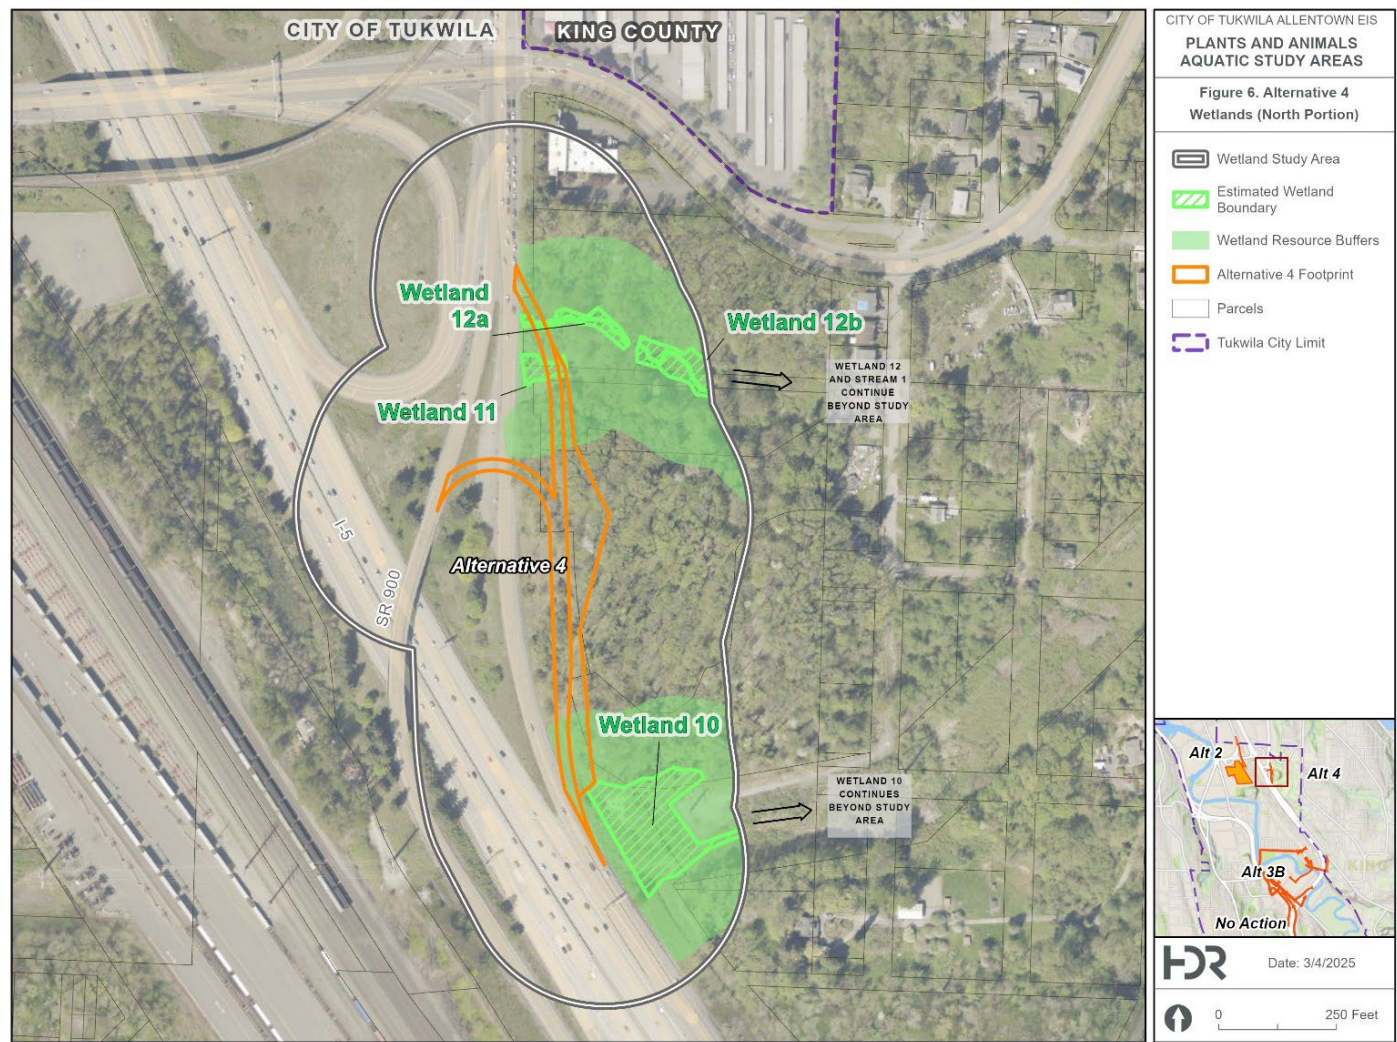 CITY OF TUKWILA
KING COUNTY
Wetland
12a
Wetland 12b
WETLAND 12
AND STREAM 1
CONTINUE
BEYOND STUDY
AREA
Wetland 11
I-5
Alternative 4
SR 900
Wetland 10
WETLAND 10
CONTINUES
BEYOND STUDY
AREA
CITY OF TUKWILA ALLENTOWN EIS
PLANTS AND ANIMALS
AQUATIC STUDY AREAS
Figure 6. Alternative 4
Wetlands (North Portion)
Wetland Study Area
Estimated Wetland
Boundary
Wetland Resource Buffers
Alternative 4 Footprint
Parcels
Tukwila City Limit
Alt 2
Alt 4
KING
Alt 3B
No Action
HDR
Date: 3/4/2025
0
250 Feet